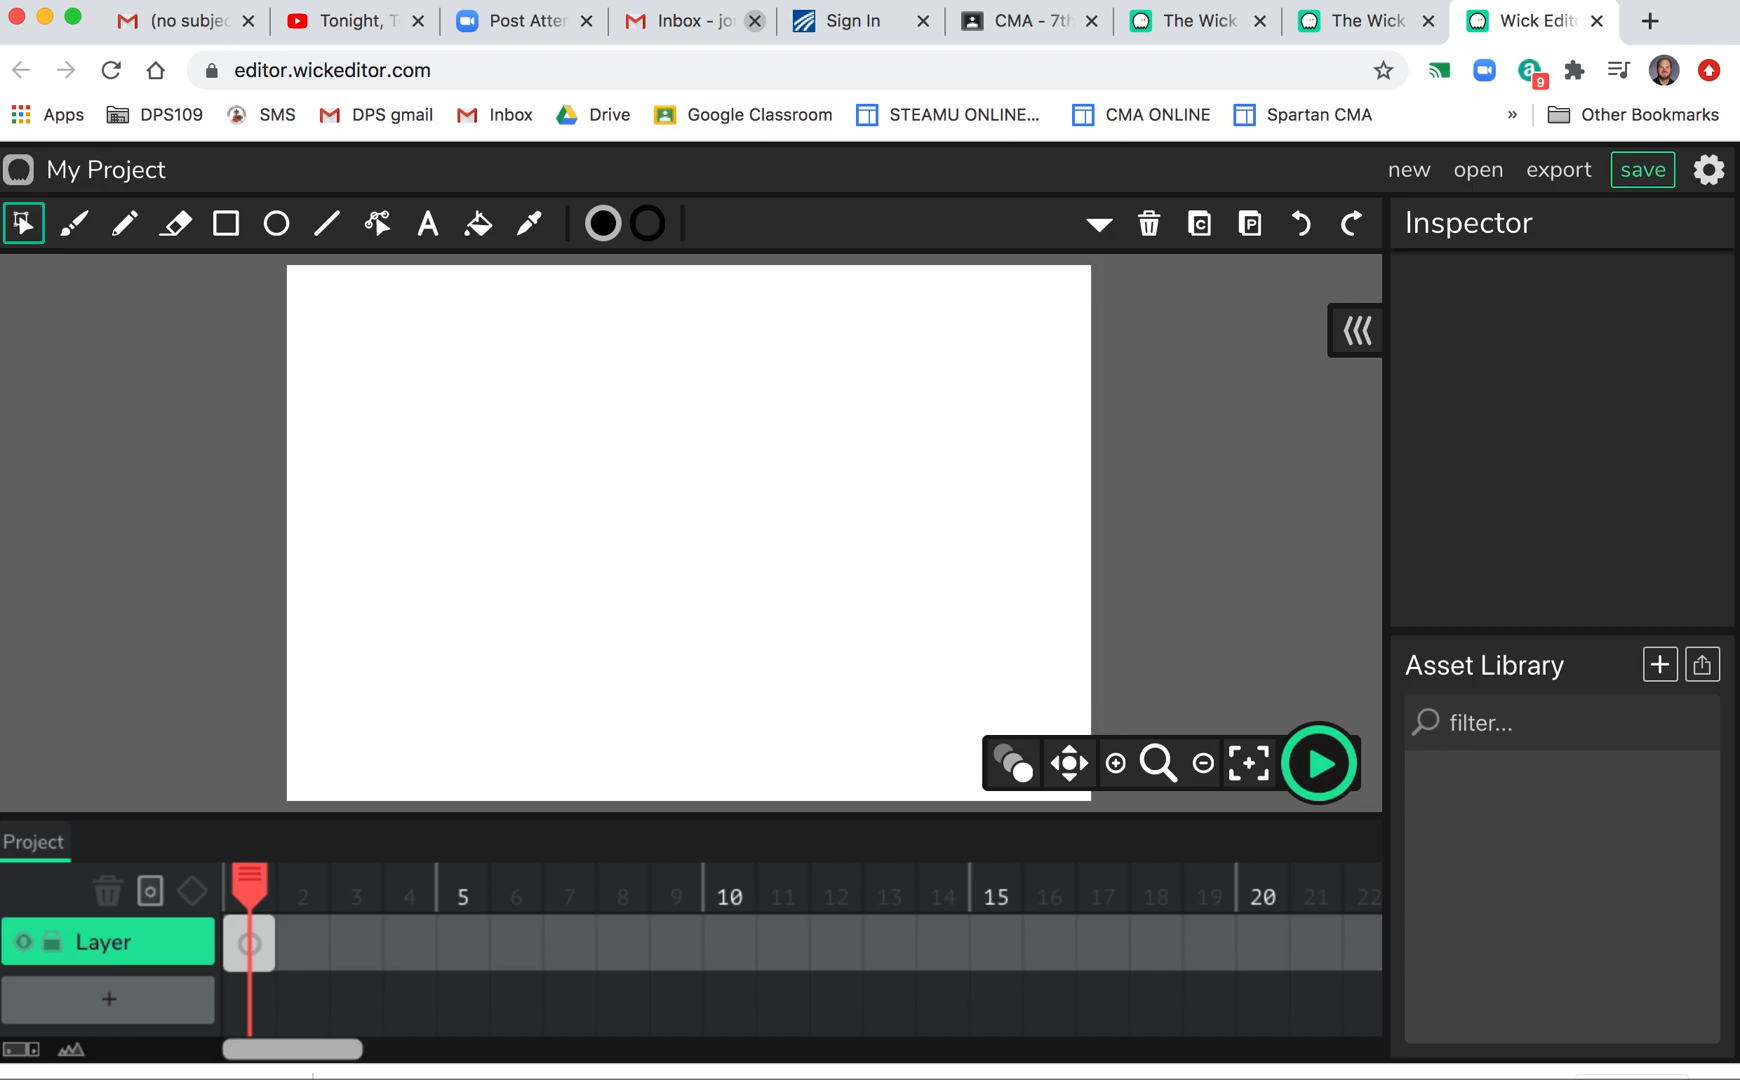 (no subjec
Tonight, T
Post Atter
Inbox - jo
Sign In
CMA - 7th
The Wick
The Wick
Wick Edit
editor.wickeditor.com
9
Apps
DPS109
SMS
DPS gmail
Inbox
Drive
Google Classroom
STEAMU ONLINE...
CMA ONLINE
Spartan CMA
»
Other Bookmarks
My Project
new
open
export
save
A
C
P
Inspector
Asset Library
filter...
Project
2 3 4 5 6 7 8 9 10 11 12 13 14 15 16 17 18 19 20 21 22
Layer
+